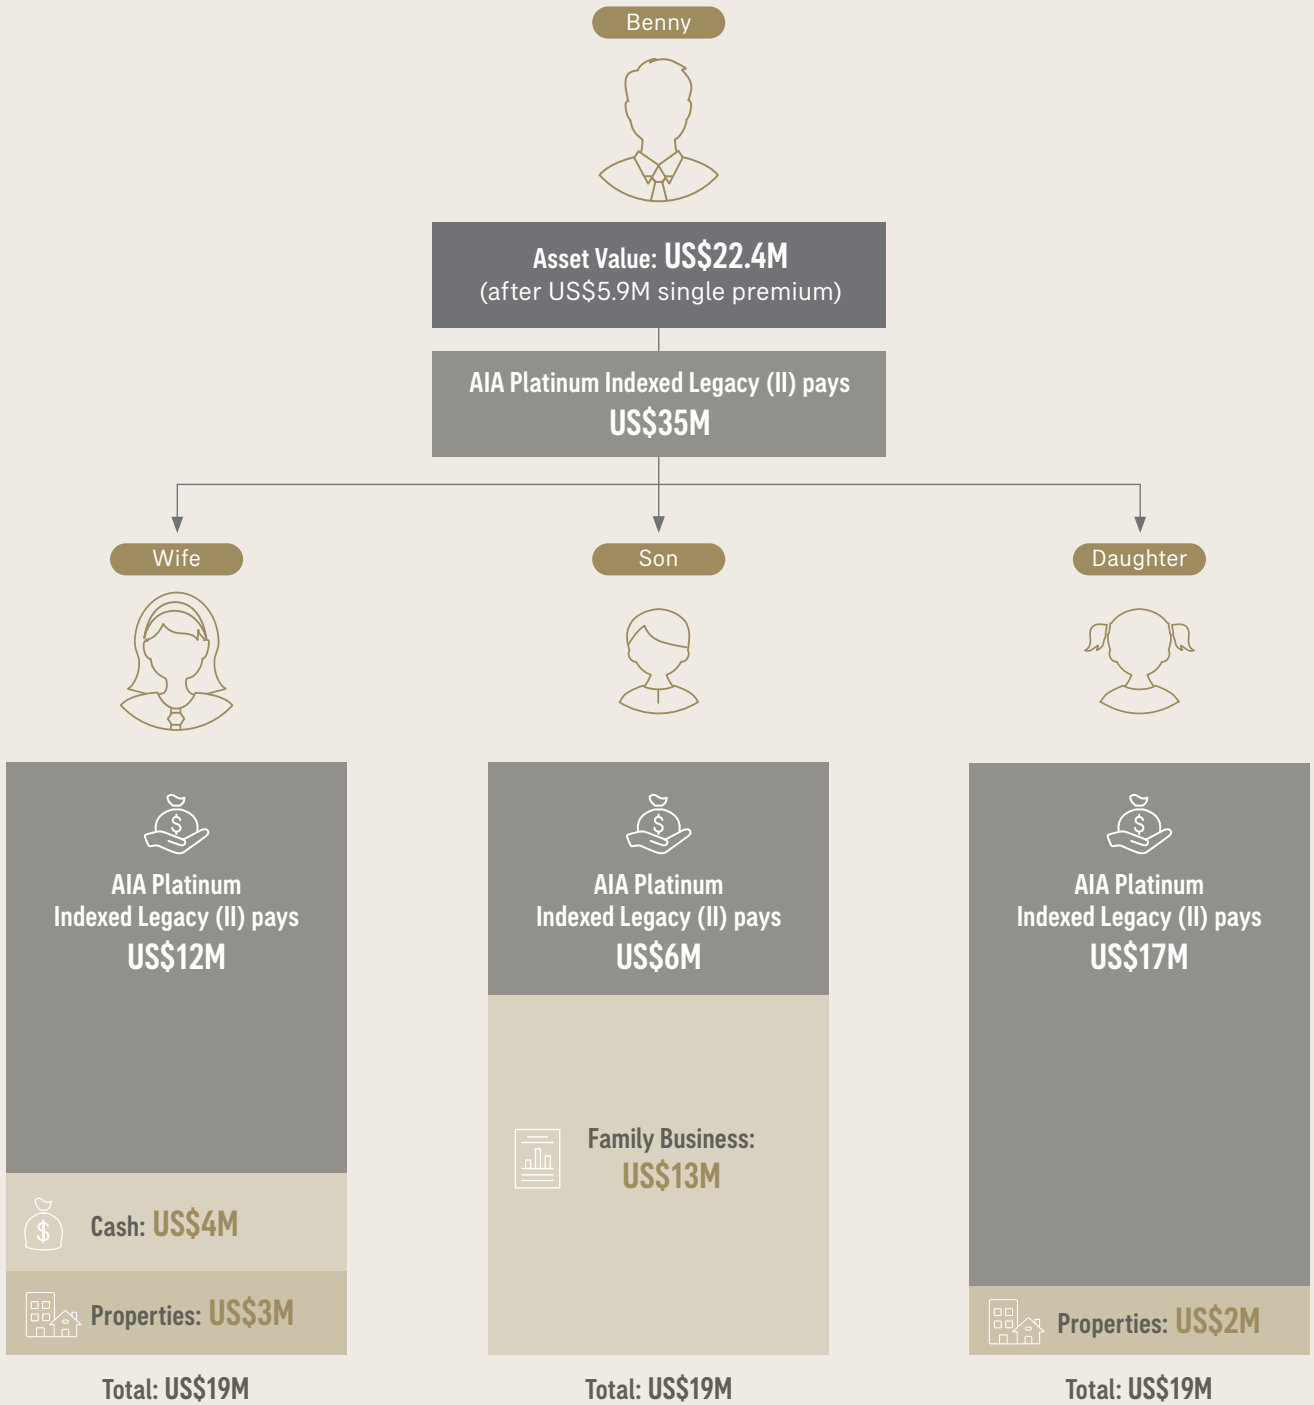 Benny
Asset Value: US$22.4M
(after US$5.9M single premium)
AIA Platinum Indexed Legacy (II) pays
US$35M
Wife
Son
Daughter
AIA Platinum
Indexed Legacy (II) pays
US$12M
Cash: US$4M
Properties: US$3M
Total: US$19M
AIA Platinum
Indexed Legacy (II) pays
US$6M
Family Business:
US$13M
Total: US$19M
AIA Platinum
Indexed Legacy (II) pays
US$17M
Properties: US$2M
Total: US$19M